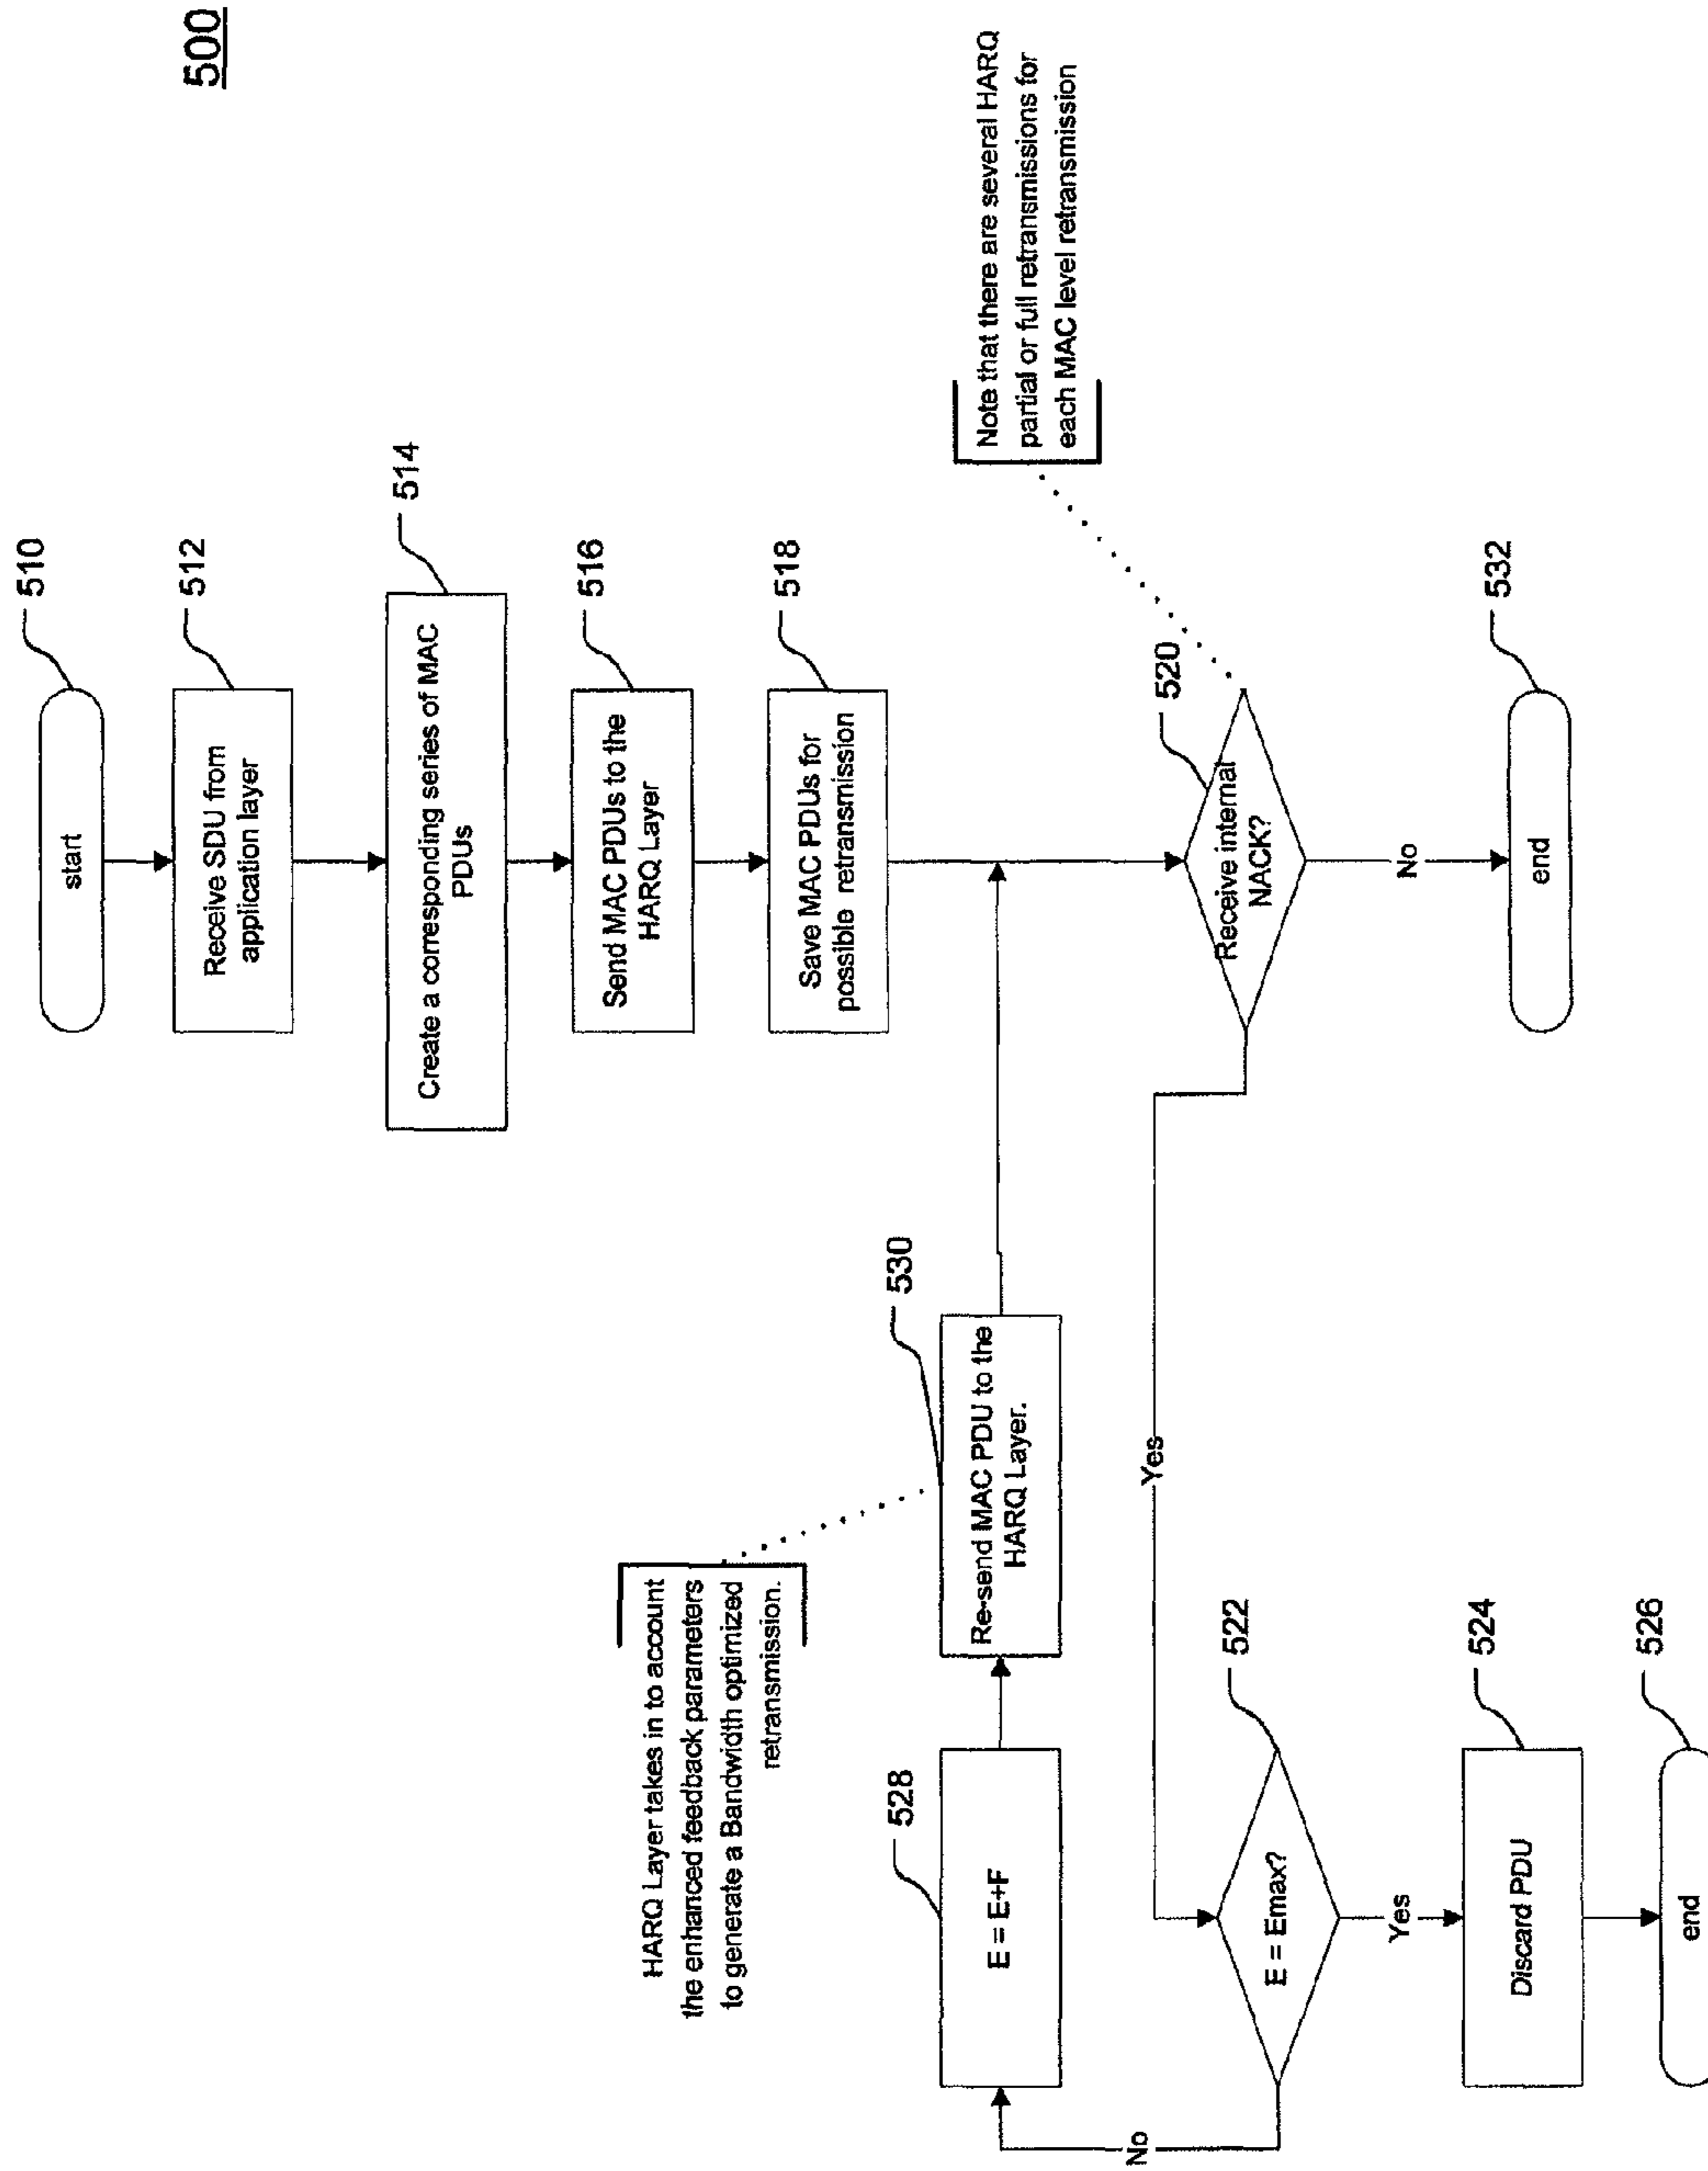 500
510
start
512
Receive SDU from
application layer
514
Create a corresponding series of MAC
PDUs
516
Send MAC PDUs to the
HARQ Layer
518
Save MAC PDUs for
possible retransmission
520
Receive internal
NACK?
Note that there are several HARQ
partial or full retransmissions for
each MAC level retransmission
No
532
end
Yes
522
E = Emax?
Yes
524
Discard PDU
526
end
No
528
E = E+F
530
Re-send MAC PDU to the
HARQ Layer.
HARQ Layer takes in to account
the enhanced feedback parameters
to generate a Bandwidth optimized
retransmission.